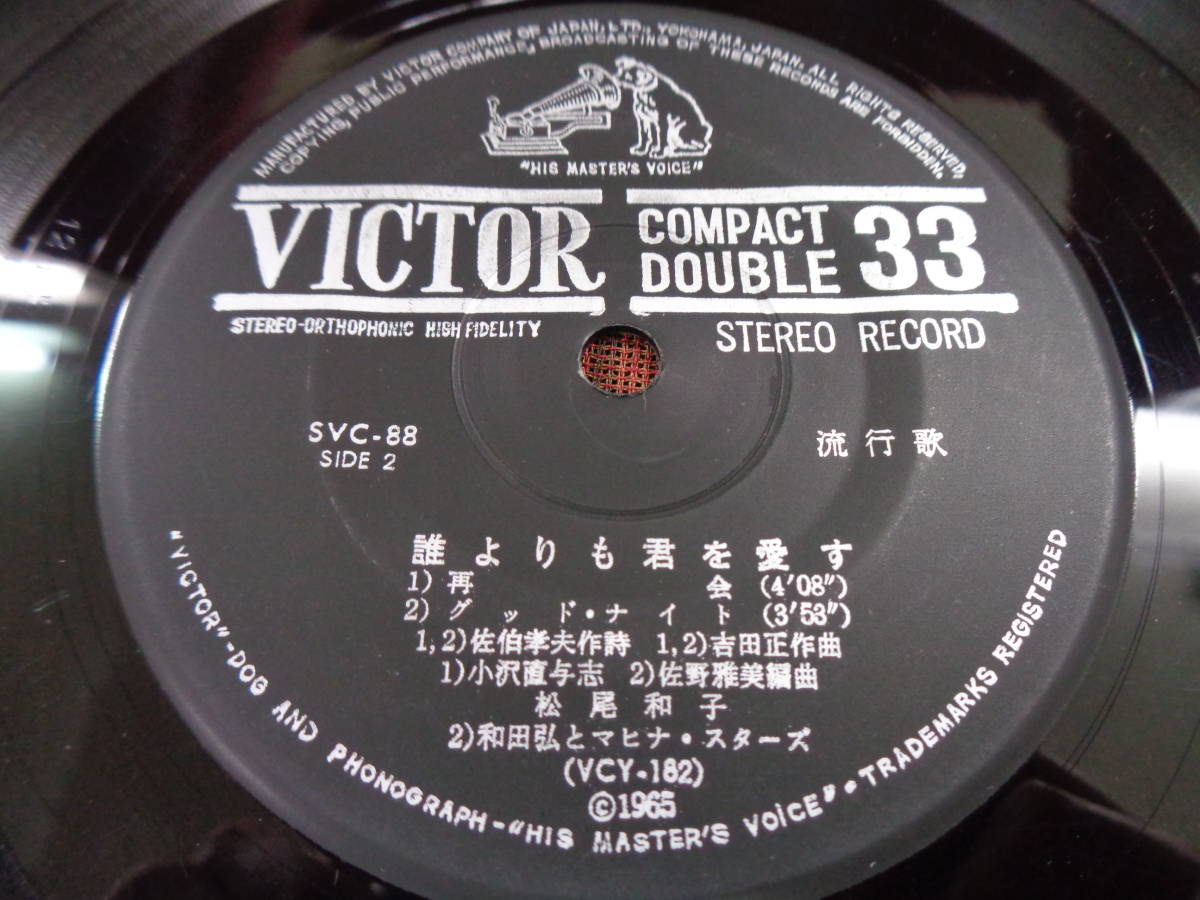 MANUFACTURED BY VICTOR COMPANY OF JAPAN, LTD., YOKOHAMA, JAPAN. ALL RIGHTS RESERVED.
COPYING, PUBLIC PERFORMANCE, BROADCASTING OF THESE RECORDS ARE FORBIDDEN.
"HIS MASTER'S VOICE"
VICTOR
COMPACT
DOUBLE
33
STEREO-ORTHOPHONIC HIGH FIDELITY
STEREO RECORD
SVC-88
SIDE 2
流行歌
誰よりも君を愛す
1) 再 会 (4'08")
2) グッド・ナイト (3'53")
1,2)佐伯孝夫作詩 1,2)吉田正作曲
1)小沢直与志 2)佐野雅美編曲
松尾和子
2)和田弘とマヒナ・スターズ
(VCY-182)
©1965
"VICTOR"-DOG AND PHONOGRAPH-"HIS MASTER'S VOICE"・TRADEMARKS REGISTERED